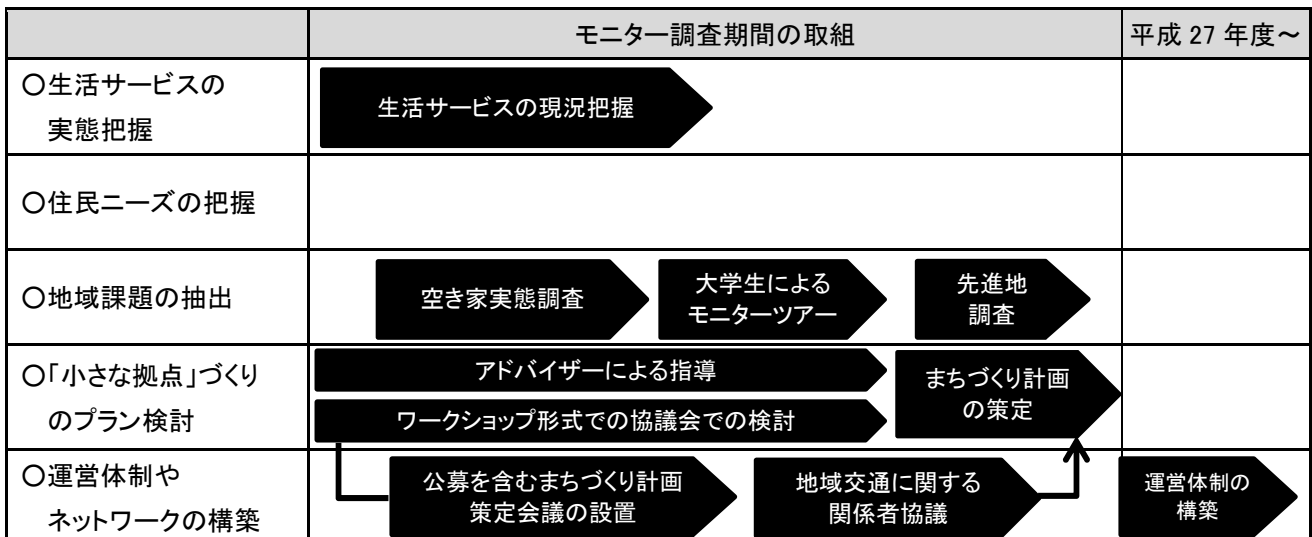 モニター調査期間の取組
平成 27 年度～
〇生活サービスの
実態把握
生活サービスの現況把握
〇住民ニーズの把握
〇地域課題の抽出
空き家実態調査
大学生による
モニターツアー
先進地
調査
〇「小さな拠点」づくり
のプラン検討
アドバイザーによる指導
ワークショップ形式での協議会での検討
まちづくり計画
の策定
〇運営体制や
ネットワークの構築
公募を含むまちづくり計画
策定会議の設置
地域交通に関する
関係者協議
運営体制の
構築